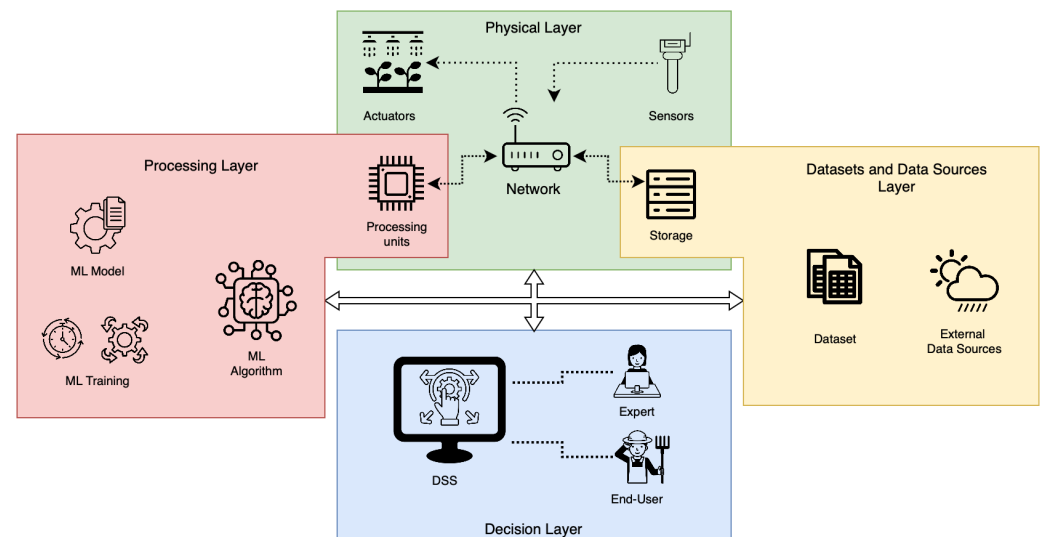 Physical Layer
Actuators
Sensors
Network
Processing Layer
Processing
units
ML Model
ML
Algorithm
ML Training
Datasets and Data Sources
Layer
Storage
Dataset
External
Data Sources
DSS
Expert
End-User
Decision Layer